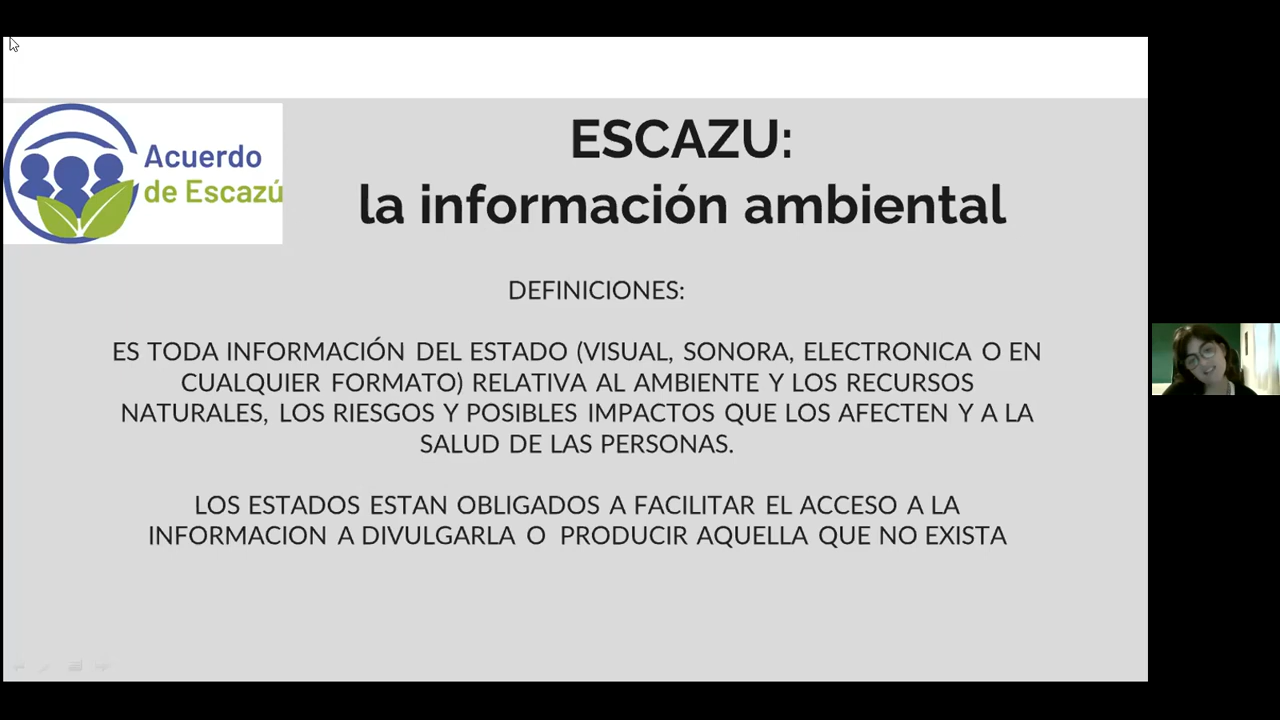 Acuerdo
de Escazú
ESCAZU:
la información ambiental
DEFINICIONES:
ES TODA INFORMACIÓN DEL ESTADO (VISUAL, SONORA, ELECTRONICA O EN
CUALQUIER FORMATO) RELATIVA AL AMBIENTE Y LOS RECURSOS
NATURALES, LOS RIESGOS Y POSIBLES IMPACTOS QUE LOS AFECTEN Y A LA
SALUD DE LAS PERSONAS.
LOS ESTADOS ESTAN OBLIGADOS A FACILITAR EL ACCESO A LA
INFORMACION A DIVULGARLA O PRODUCIR AQUELLA QUE NO EXISTA